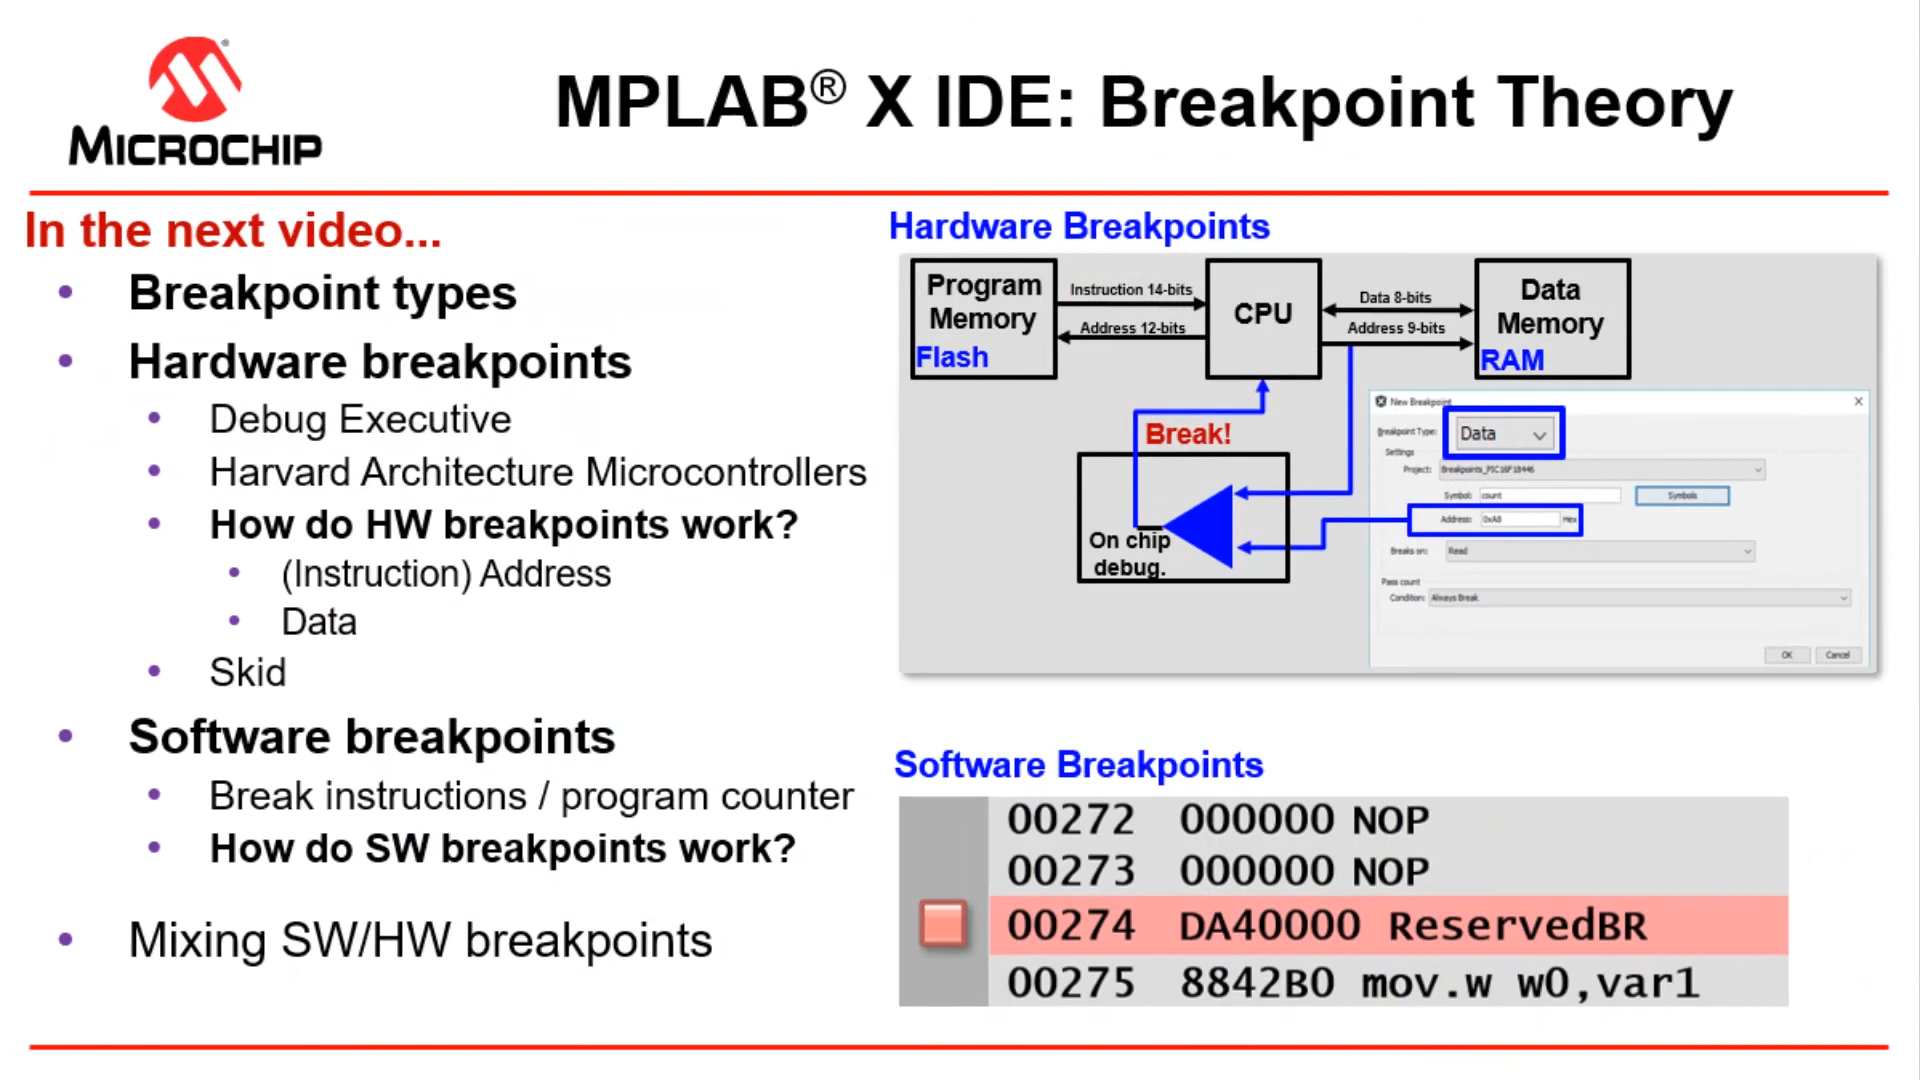 MICROCHIP
MPLAB® X IDE: Breakpoint Theory
In the next video...
• Breakpoint types
• Hardware breakpoints
• Debug Executive
• Harvard Architecture Microcontrollers
• How do HW breakpoints work?
• (Instruction) Address
• Data
• Skid
• Software breakpoints
• Break instructions / program counter
• How do SW breakpoints work?
• Mixing SW/HW breakpoints
Hardware Breakpoints
Program
Memory
Flash
Instruction 14-bits
Address 12-bits
CPU
Data 8-bits
Address 9-bits
Data
Memory
RAM
Break!
On chip
debug.
New Breakpoint
Breakpoint Type: Data
Settings
Project: Breakpoints_PIC16F18446
Symbol: count Symbols
Address: 0xA8 Hex
Breaks on: Read
Pass count
Condition: Always Break
OK Cancel
Software Breakpoints
00272 000000 NOP
00273 000000 NOP
00274 DA40000 ReservedBR
00275 8842B0 mov.w w0,var1